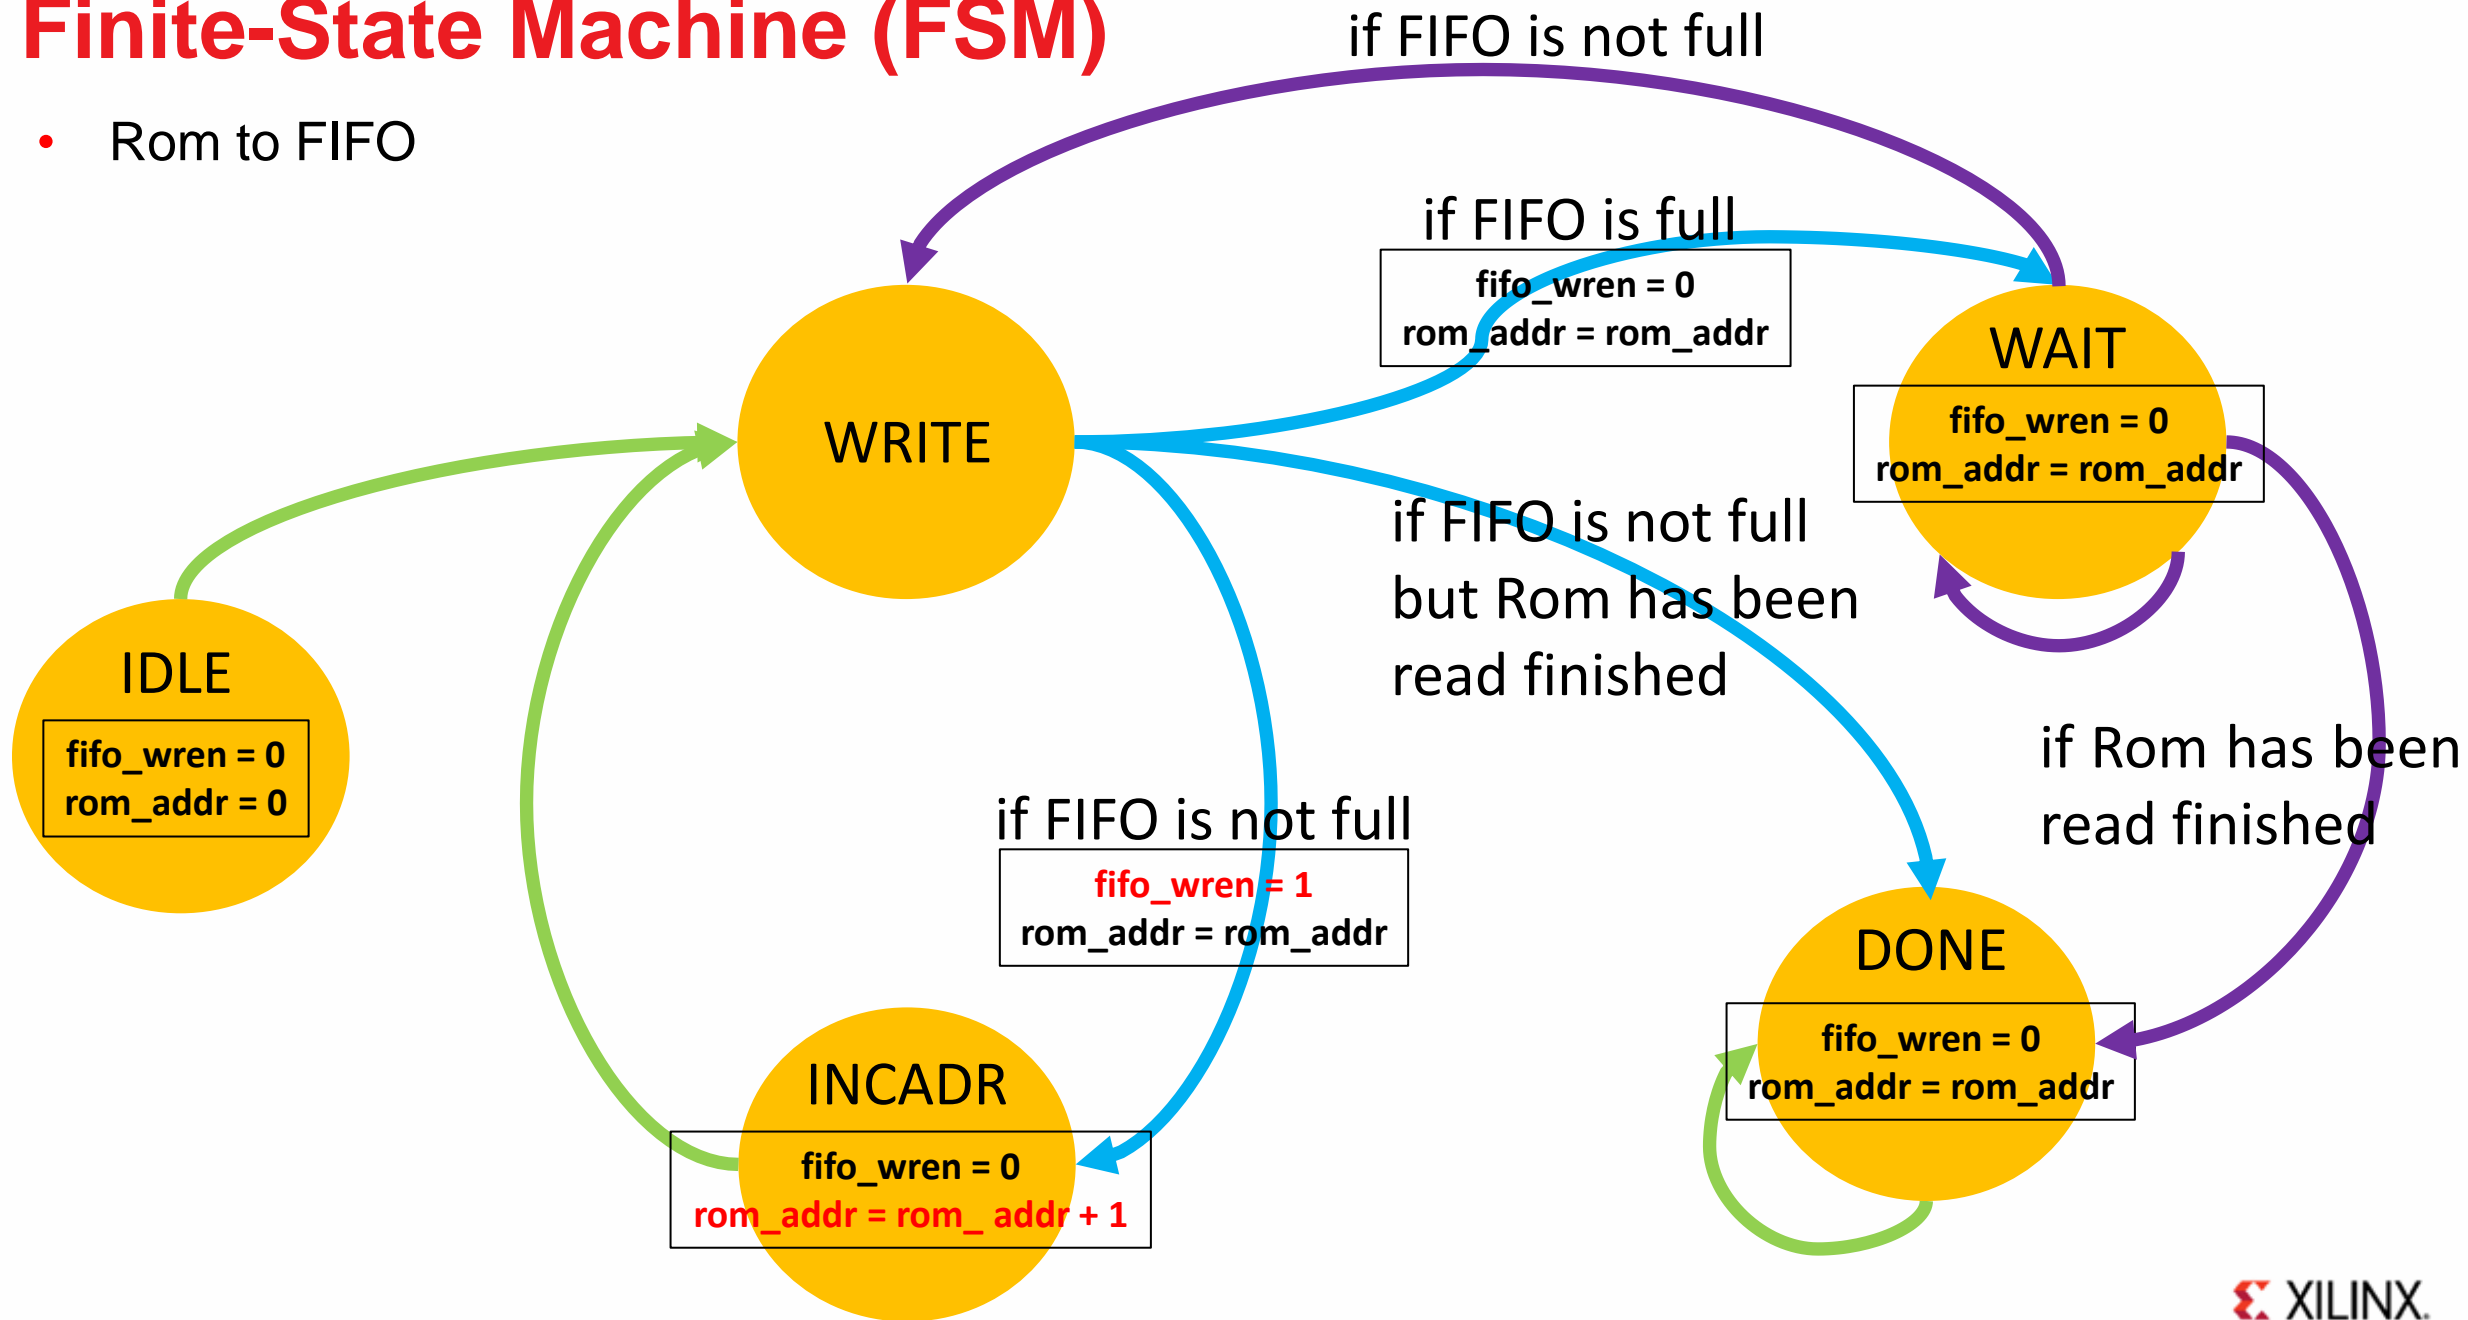 Finite-State Machine (FSM)
• Rom to FIFO
if FIFO is not full
if FIFO is full
fifo_wren = 0
rom_addr = rom_addr
WAIT
fifo_wren = 0
rom_addr = rom_addr
WRITE
if FIFO is not full
but Rom has been
read finished
IDLE
fifo_wren = 0
rom_addr = 0
if Rom has been
read finished
if FIFO is not full
fifo_wren = 1
rom_addr = rom_addr
DONE
fifo_wren = 0
rom_addr = rom_addr
INCADR
fifo_wren = 0
rom_addr = rom_ addr + 1
XILINX.